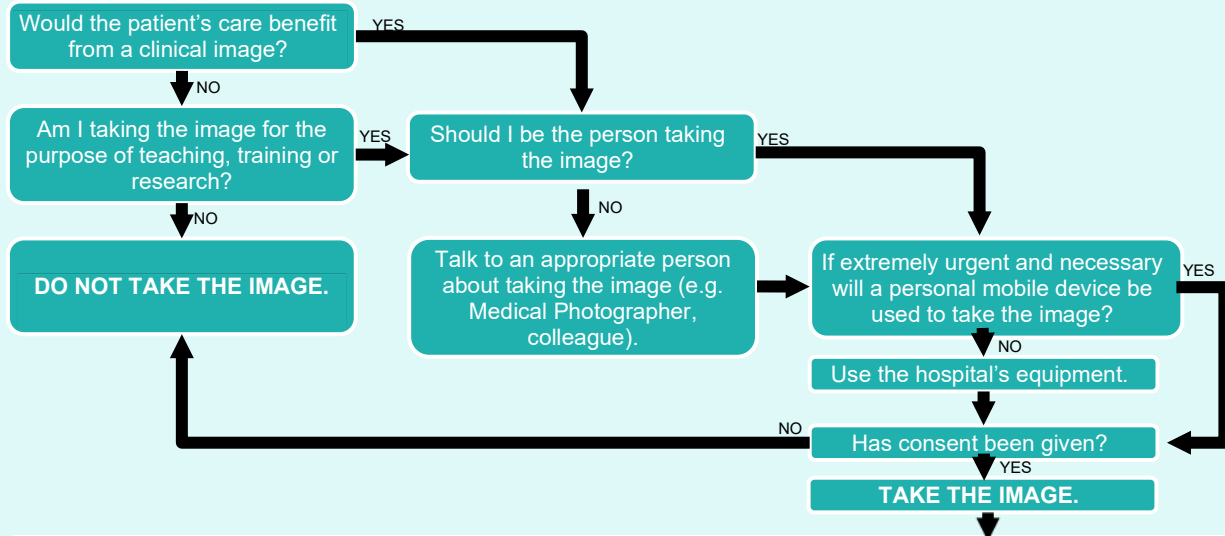 Would the patient's care benefit
from a clinical image?
YES
NO
Am I taking the image for the
purpose of teaching, training or
research?
YES
Should I be the person taking
the image?
YES
NO
NO
DO NOT TAKE THE IMAGE.
Talk to an appropriate person
about taking the image (e.g.
Medical Photographer,
colleague).
If extremely urgent and necessary
will a personal mobile device be
used to take the image?
YES
NO
Use the hospital's equipment.
NO
Has consent been given?
YES
TAKE THE IMAGE.